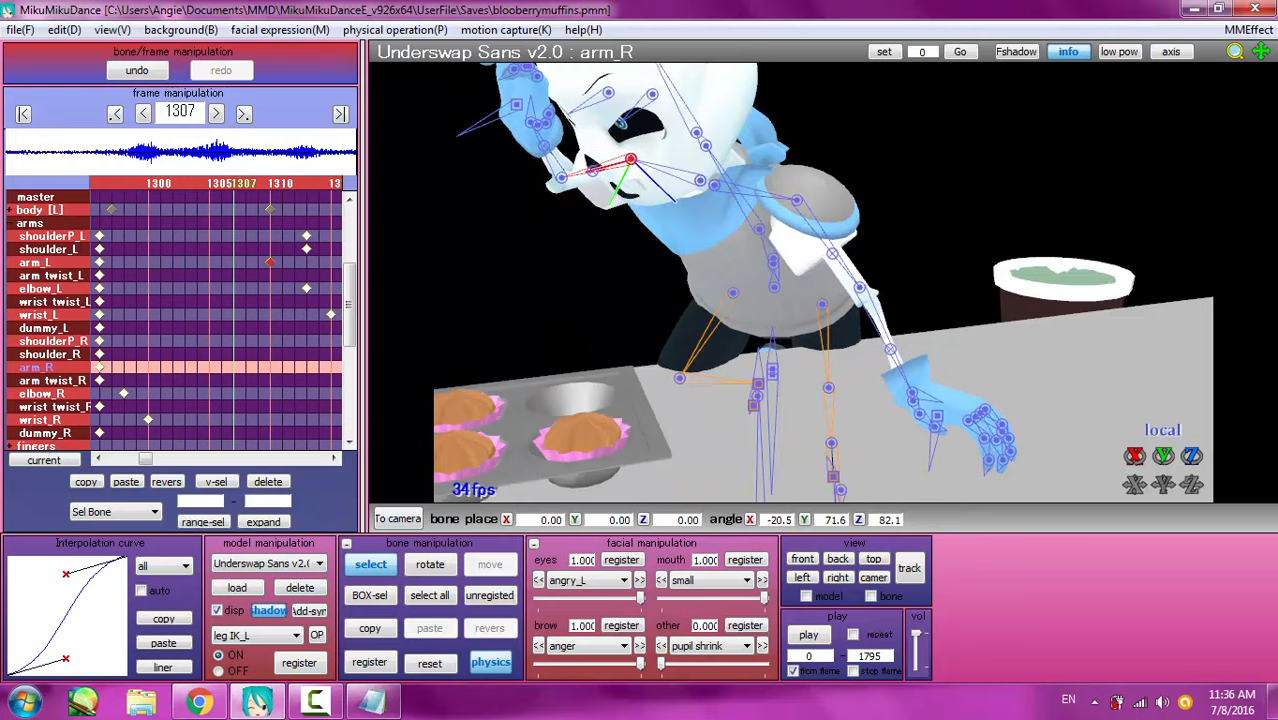 MikuMikuDance [C:\Users\Angie\Documents\MMD\MikuMikuDanceE_v926x64\UserFile\Saves\blooberrymuffins.pmm]
file(F) edit(D) view(V) background(B) facial expression(M) physical operation(P) motion capture(K) help(H) MMEffect
bone/frame manipulation
undo redo
frame manipulation
1307
Underswap Sans v2.0 : arm_R
set 0 Go Fshadow info low pow axis
1300 1305 1307 1310 13
master
body [L]
arms
shoulderP_L
shoulder_L
arm_L
arm twist_L
elbow_L
wrist twist_L
wrist_L
dummy_L
shoulderP_R
shoulder_R
arm_R
arm twist_R
elbow_R
wrist twist_R
wrist_R
dummy_R
fingers
current
copy paste revers v-sel delete
Sel Bone -
range-sel expand
local
X Y Z
X Y Z
34 fps
To camera bone place X 0.00 Y 0.00 Z 0.00 angle X -20.5 Y 71.6 Z 82.1
Interpolation curve
all
auto
copy
paste
liner
model manipulation
Underswap Sans v2.0
load delete
disp shadow Add-syn
leg IK_L OP
ON
OFF
register
bone manipulation
select rotate move
BOX-sel select all unregisted
copy paste revers
register reset physics
facial manipulation
eyes 1.000 register mouth 1.000 register
<< angry_L >> << small >>
brow 1.000 register other 0.000 register
<< anger >> << pupil shrink >>
view
front back top
left right camer
track
model bone
play
play repeat
0 - 1795
from flame stop flame
vol
EN
11:36 AM
7/8/2016